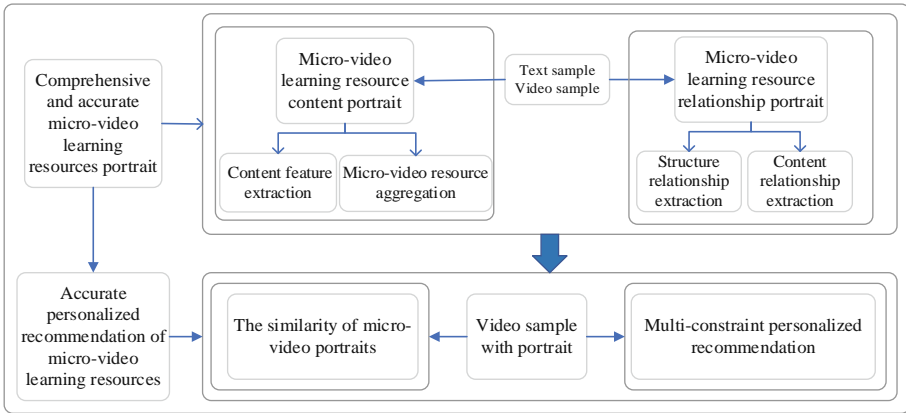 Comprehensive
and accurate
micro-video
learning
resources portrait
Micro-video
learning resource
content portrait
Text sample
Video sample
Micro-video
learning resource
relationship portrait
Content feature
extraction
Micro-video resource
aggregation
Structure
relationship
extraction
Content
relationship
extraction
Accurate
personalized
recommendation of
micro-video
learning resources
The similarity of micro-
video portraits
Video sample
with portrait
Multi-constraint personalized
recommendation